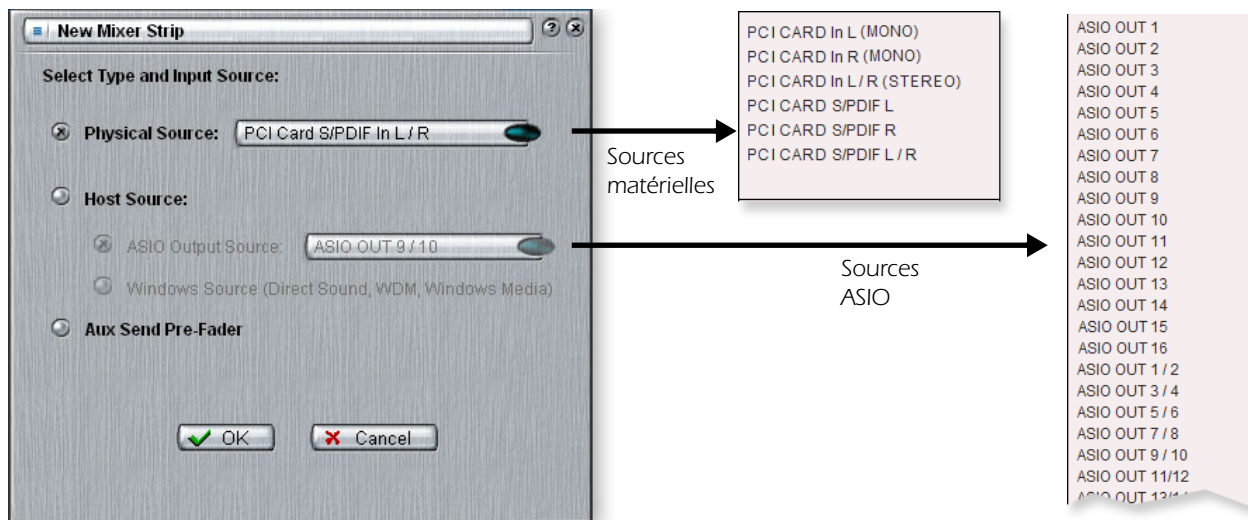 New Mixer Strip
Select Type and Input Source:
Physical Source: PCI Card S/PDIF In L / R
Host Source:
ASIO Output Source: ASIO OUT 9 / 10
Windows Source (Direct Sound, WDM, Windows Media)
Aux Send Pre-Fader
OK Cancel
Sources
matérielles
PCI CARD In L (MONO)
PCI CARD In R (MONO)
PCI CARD In L / R (STEREO)
PCI CARD S/PDIF L
PCI CARD S/PDIF R
PCI CARD S/PDIF L / R
Sources
ASIO
ASIO OUT 1
ASIO OUT 2
ASIO OUT 3
ASIO OUT 4
ASIO OUT 5
ASIO OUT 6
ASIO OUT 7
ASIO OUT 8
ASIO OUT 9
ASIO OUT 10
ASIO OUT 11
ASIO OUT 12
ASIO OUT 13
ASIO OUT 14
ASIO OUT 15
ASIO OUT 16
ASIO OUT 1 / 2
ASIO OUT 3 / 4
ASIO OUT 5 / 6
ASIO OUT 7 / 8
ASIO OUT 9 / 10
ASIO OUT 11/12
ASIO OUT